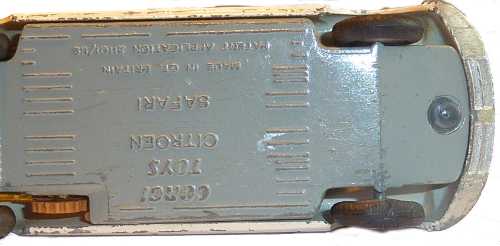 CORGI
TOYS
CITROEN
SAFARI
MADE IN GT. BRITAIN
PATENT APPLICATION